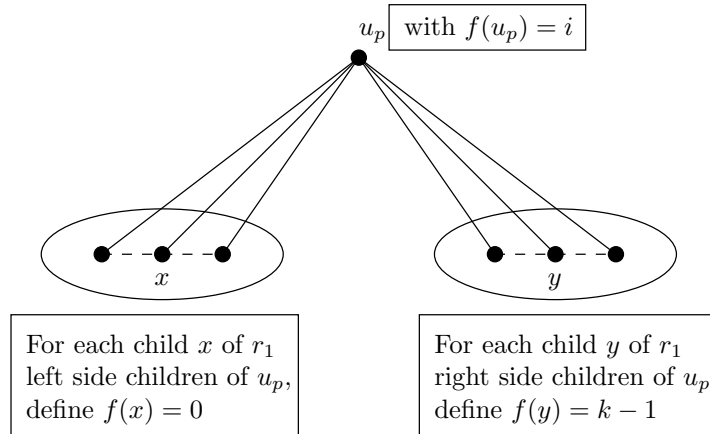 u_p with f(u_p) = i
x
y
For each child x of r_1
left side children of u_p,
define f(x) = 0
For each child y of r_1
right side children of u_p
define f(y) = k − 1